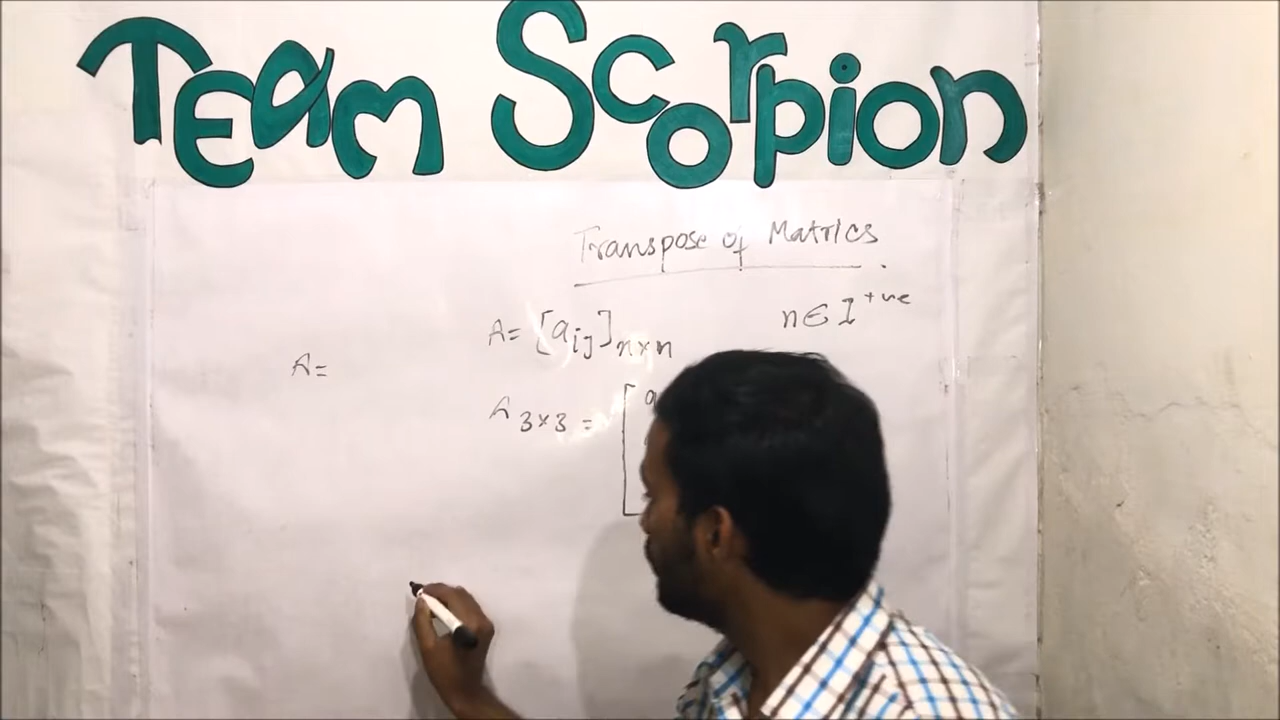 TEam Scorpion
Transpose of Matrics
A= [aij]n×n
n∈I+ve
A=
A3×3 = [a